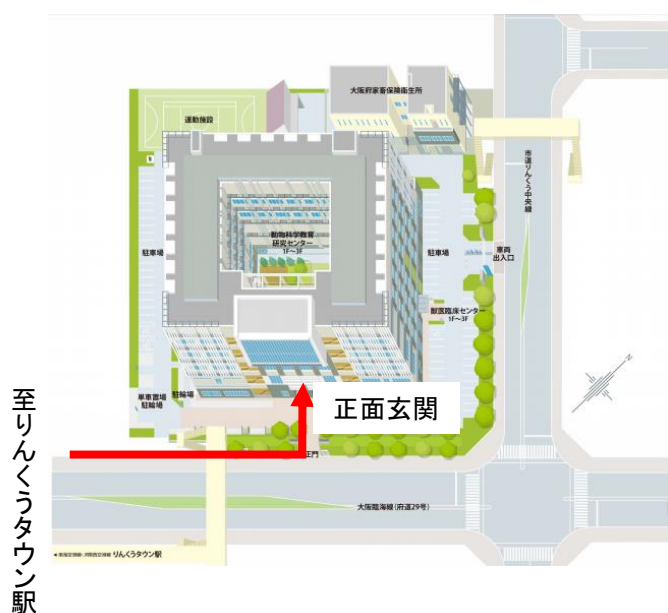 大阪府家畜保健衛生所
運動施設
市道りんくう中央線
動物科学教育
研究センター
1F~3F
駐車場
駐車場
車両
出入口
獣医臨床センター
1F~3F
N
単車置場
駐輪場
駐輪場
正面玄関
正門
大阪臨海線(府道29号)
りんくうタウン駅
至りんくうタウン駅